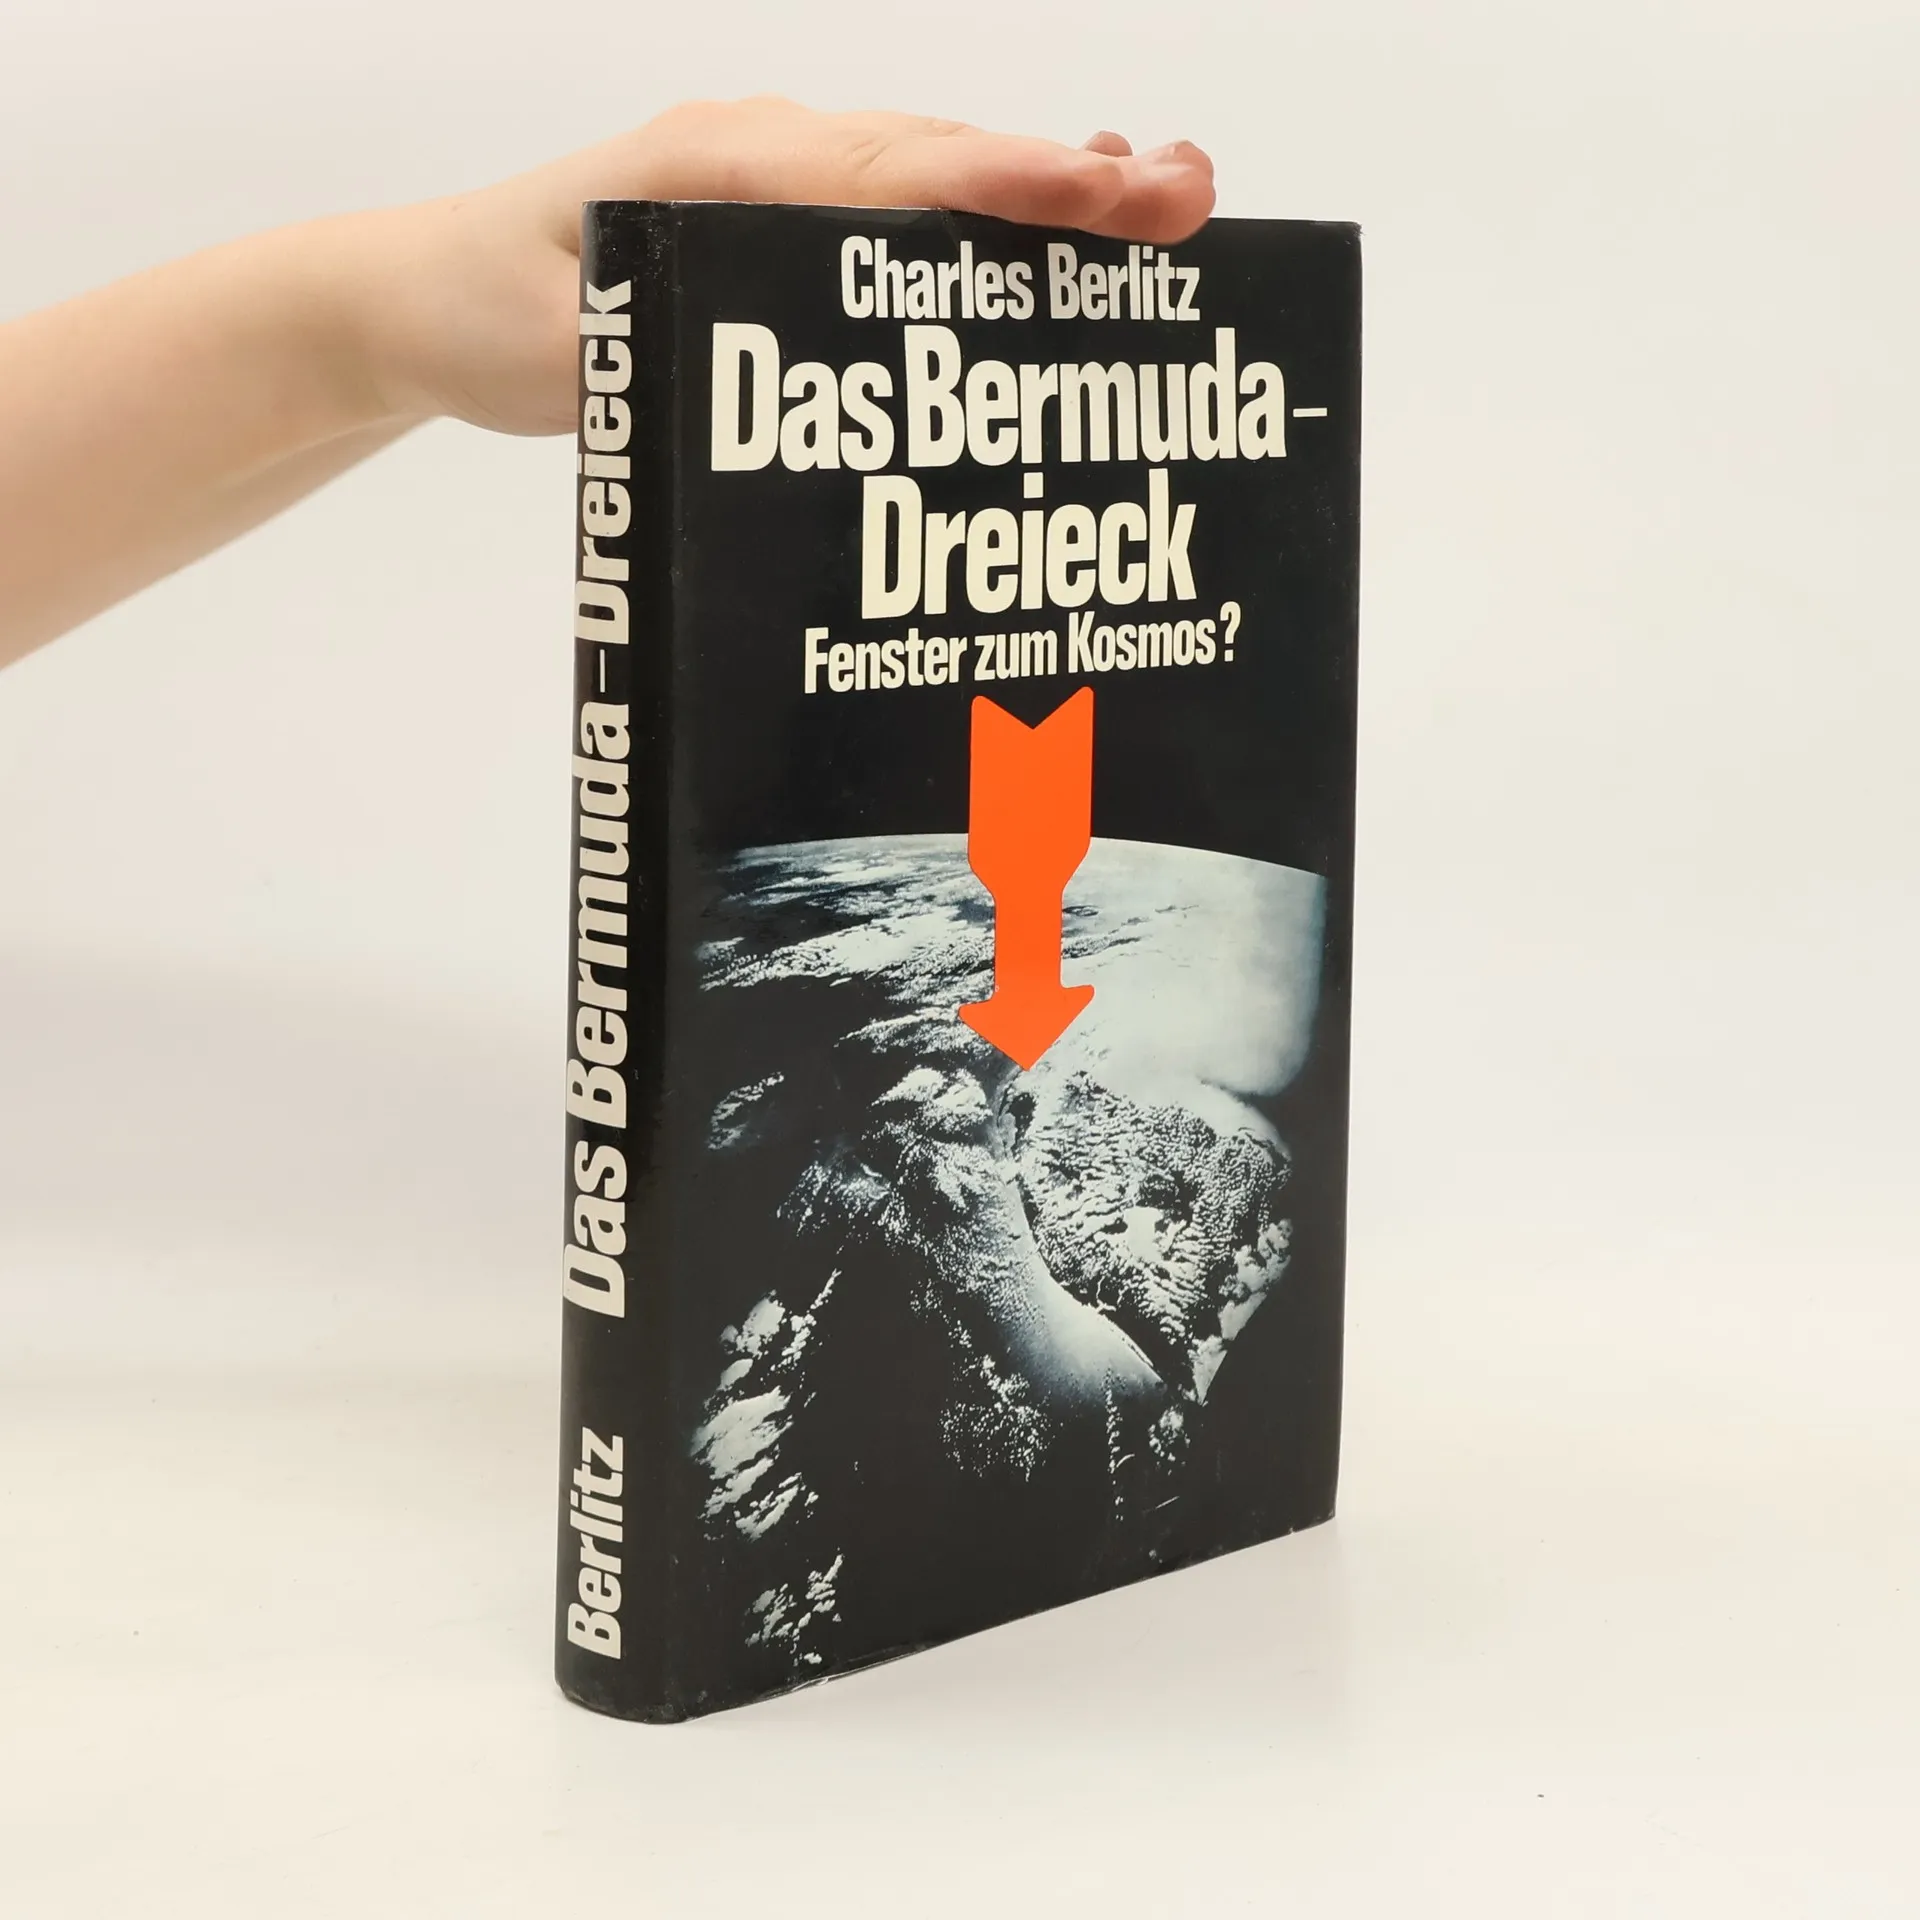 Charles Berlitz
Das Bermuda-
Dreieck
Fenster zum Kosmos?
Berlitz Das Bermuda-Dreieck